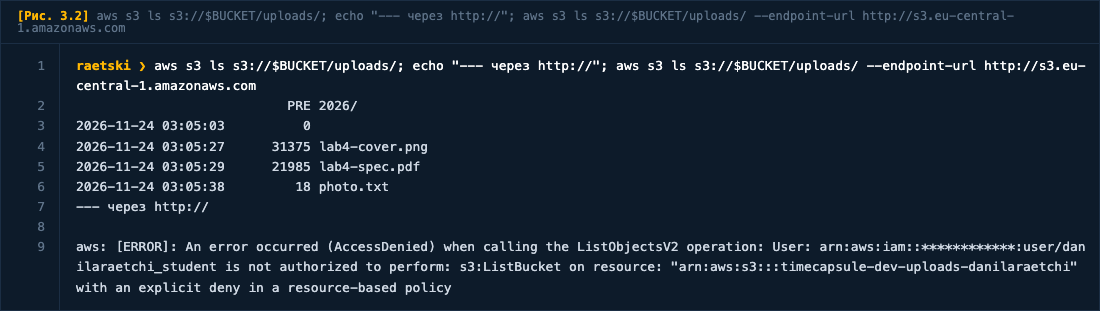 [Рис. 3.2] aws s3 ls s3://$BUCKET/uploads/; echo "--- через http://"; aws s3 ls s3://$BUCKET/uploads/ --endpoint-url http://s3.eu-central-
1.amazonaws.com
1 raetski ❯ aws s3 ls s3://$BUCKET/uploads/; echo "--- через http://"; aws s3 ls s3://$BUCKET/uploads/ --endpoint-url http://s3.eu-
central-1.amazonaws.com
2                            PRE 2026/
3 2026-11-24 03:05:03          0
4 2026-11-24 03:05:27      31375 lab4-cover.png
5 2026-11-24 03:05:29      21985 lab4-spec.pdf
6 2026-11-24 03:05:38         18 photo.txt
7 --- через http://
8
9 aws: [ERROR]: An error occurred (AccessDenied) when calling the ListObjectsV2 operation: User: arn:aws:iam::************:user/dan
ilaraetchi_student is not authorized to perform: s3:ListBucket on resource: "arn:aws:s3:::timecapsule-dev-uploads-danilaraetchi"
with an explicit deny in a resource-based policy